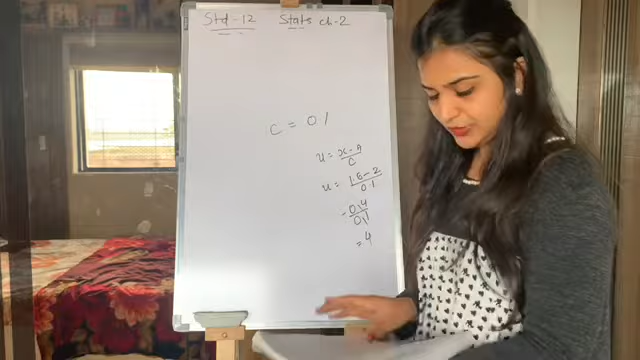 Std - 12 Stats ch-2
C = 0 1
u = x - A / C
u = 1.6 - 2 / 0.1
- 0.4 / 0.1
= 4